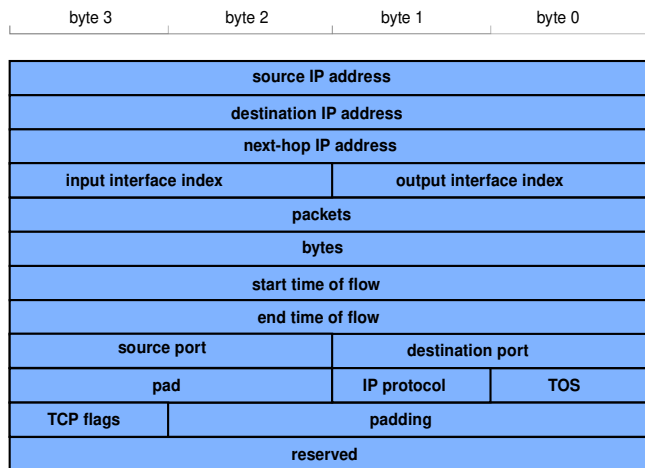 byte 3 byte 2 byte 1 byte 0
source IP address
destination IP address
next-hop IP address
input interface index output interface index
packets
bytes
start time of flow
end time of flow
source port destination port
pad IP protocol TOS
TCP flags padding
reserved